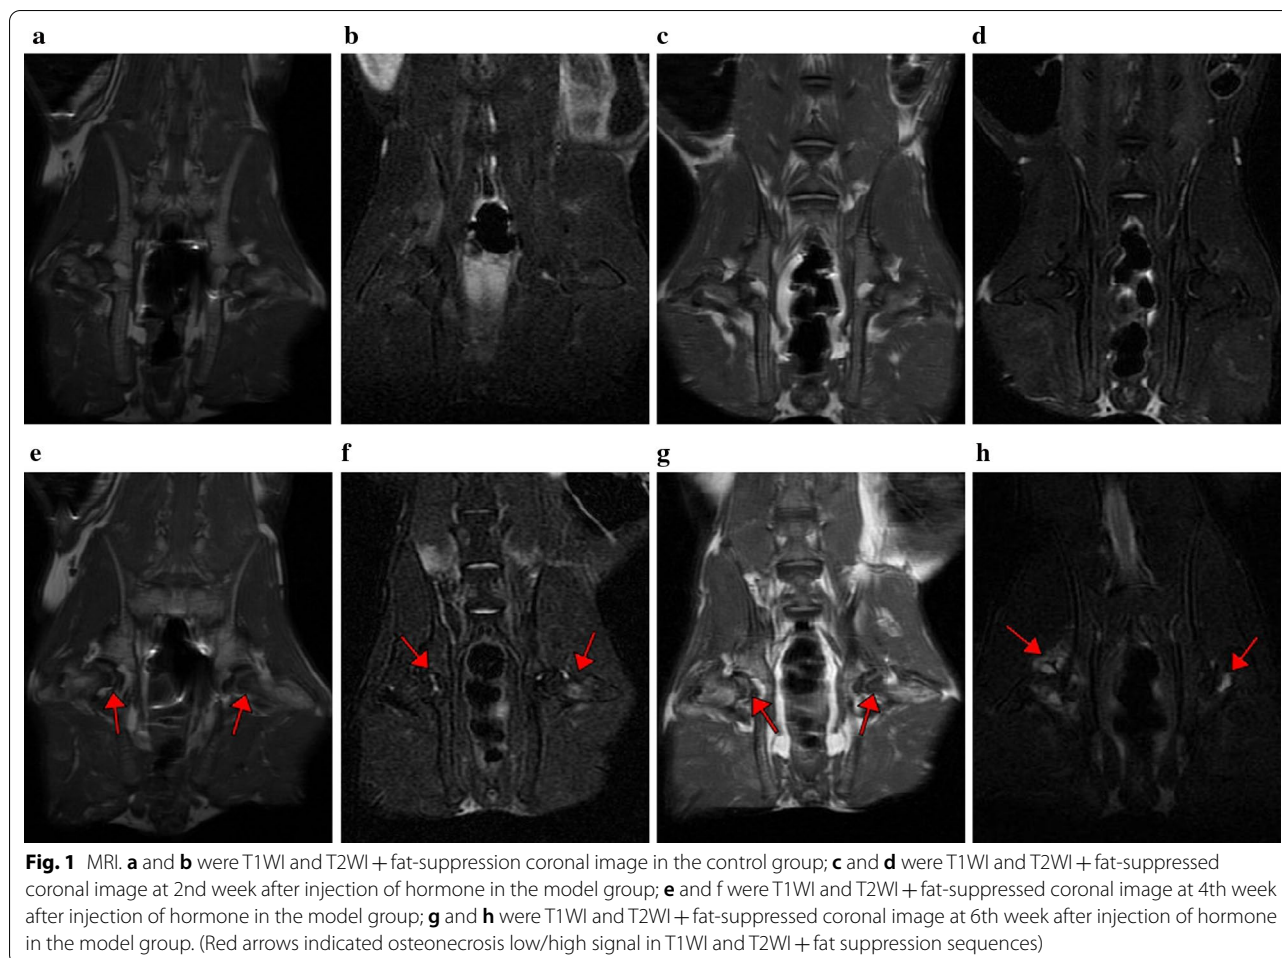 a b c d
e f g h
Fig. 1 MRI. a and b were T1WI and T2WI + fat-suppression coronal image in the control group; c and d were T1WI and T2WI + fat-suppressed
coronal image at 2nd week after injection of hormone in the model group; e and f were T1WI and T2WI + fat-suppressed coronal image at 4th week
after injection of hormone in the model group; g and h were T1WI and T2WI + fat-suppressed coronal image at 6th week after injection of hormone
in the model group. (Red arrows indicated osteonecrosis low/high signal in T1WI and T2WI + fat suppression sequences)